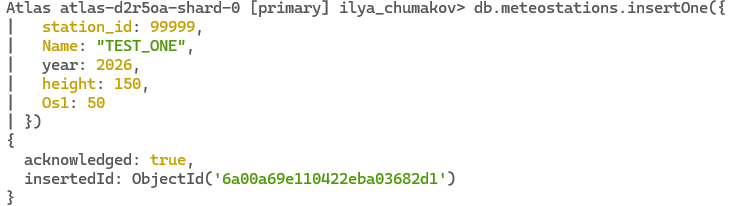 Atlas atlas-d2r5oa-shard-0 [primary] ilya_chumakov> db.meteostations.insertOne({
|   station_id: 99999,
|   Name: "TEST_ONE",
|   year: 2026,
|   height: 150,
|   Os1: 50
| })
{
  acknowledged: true,
  insertedId: ObjectId('6a00a69e110422eba03682d1')
}